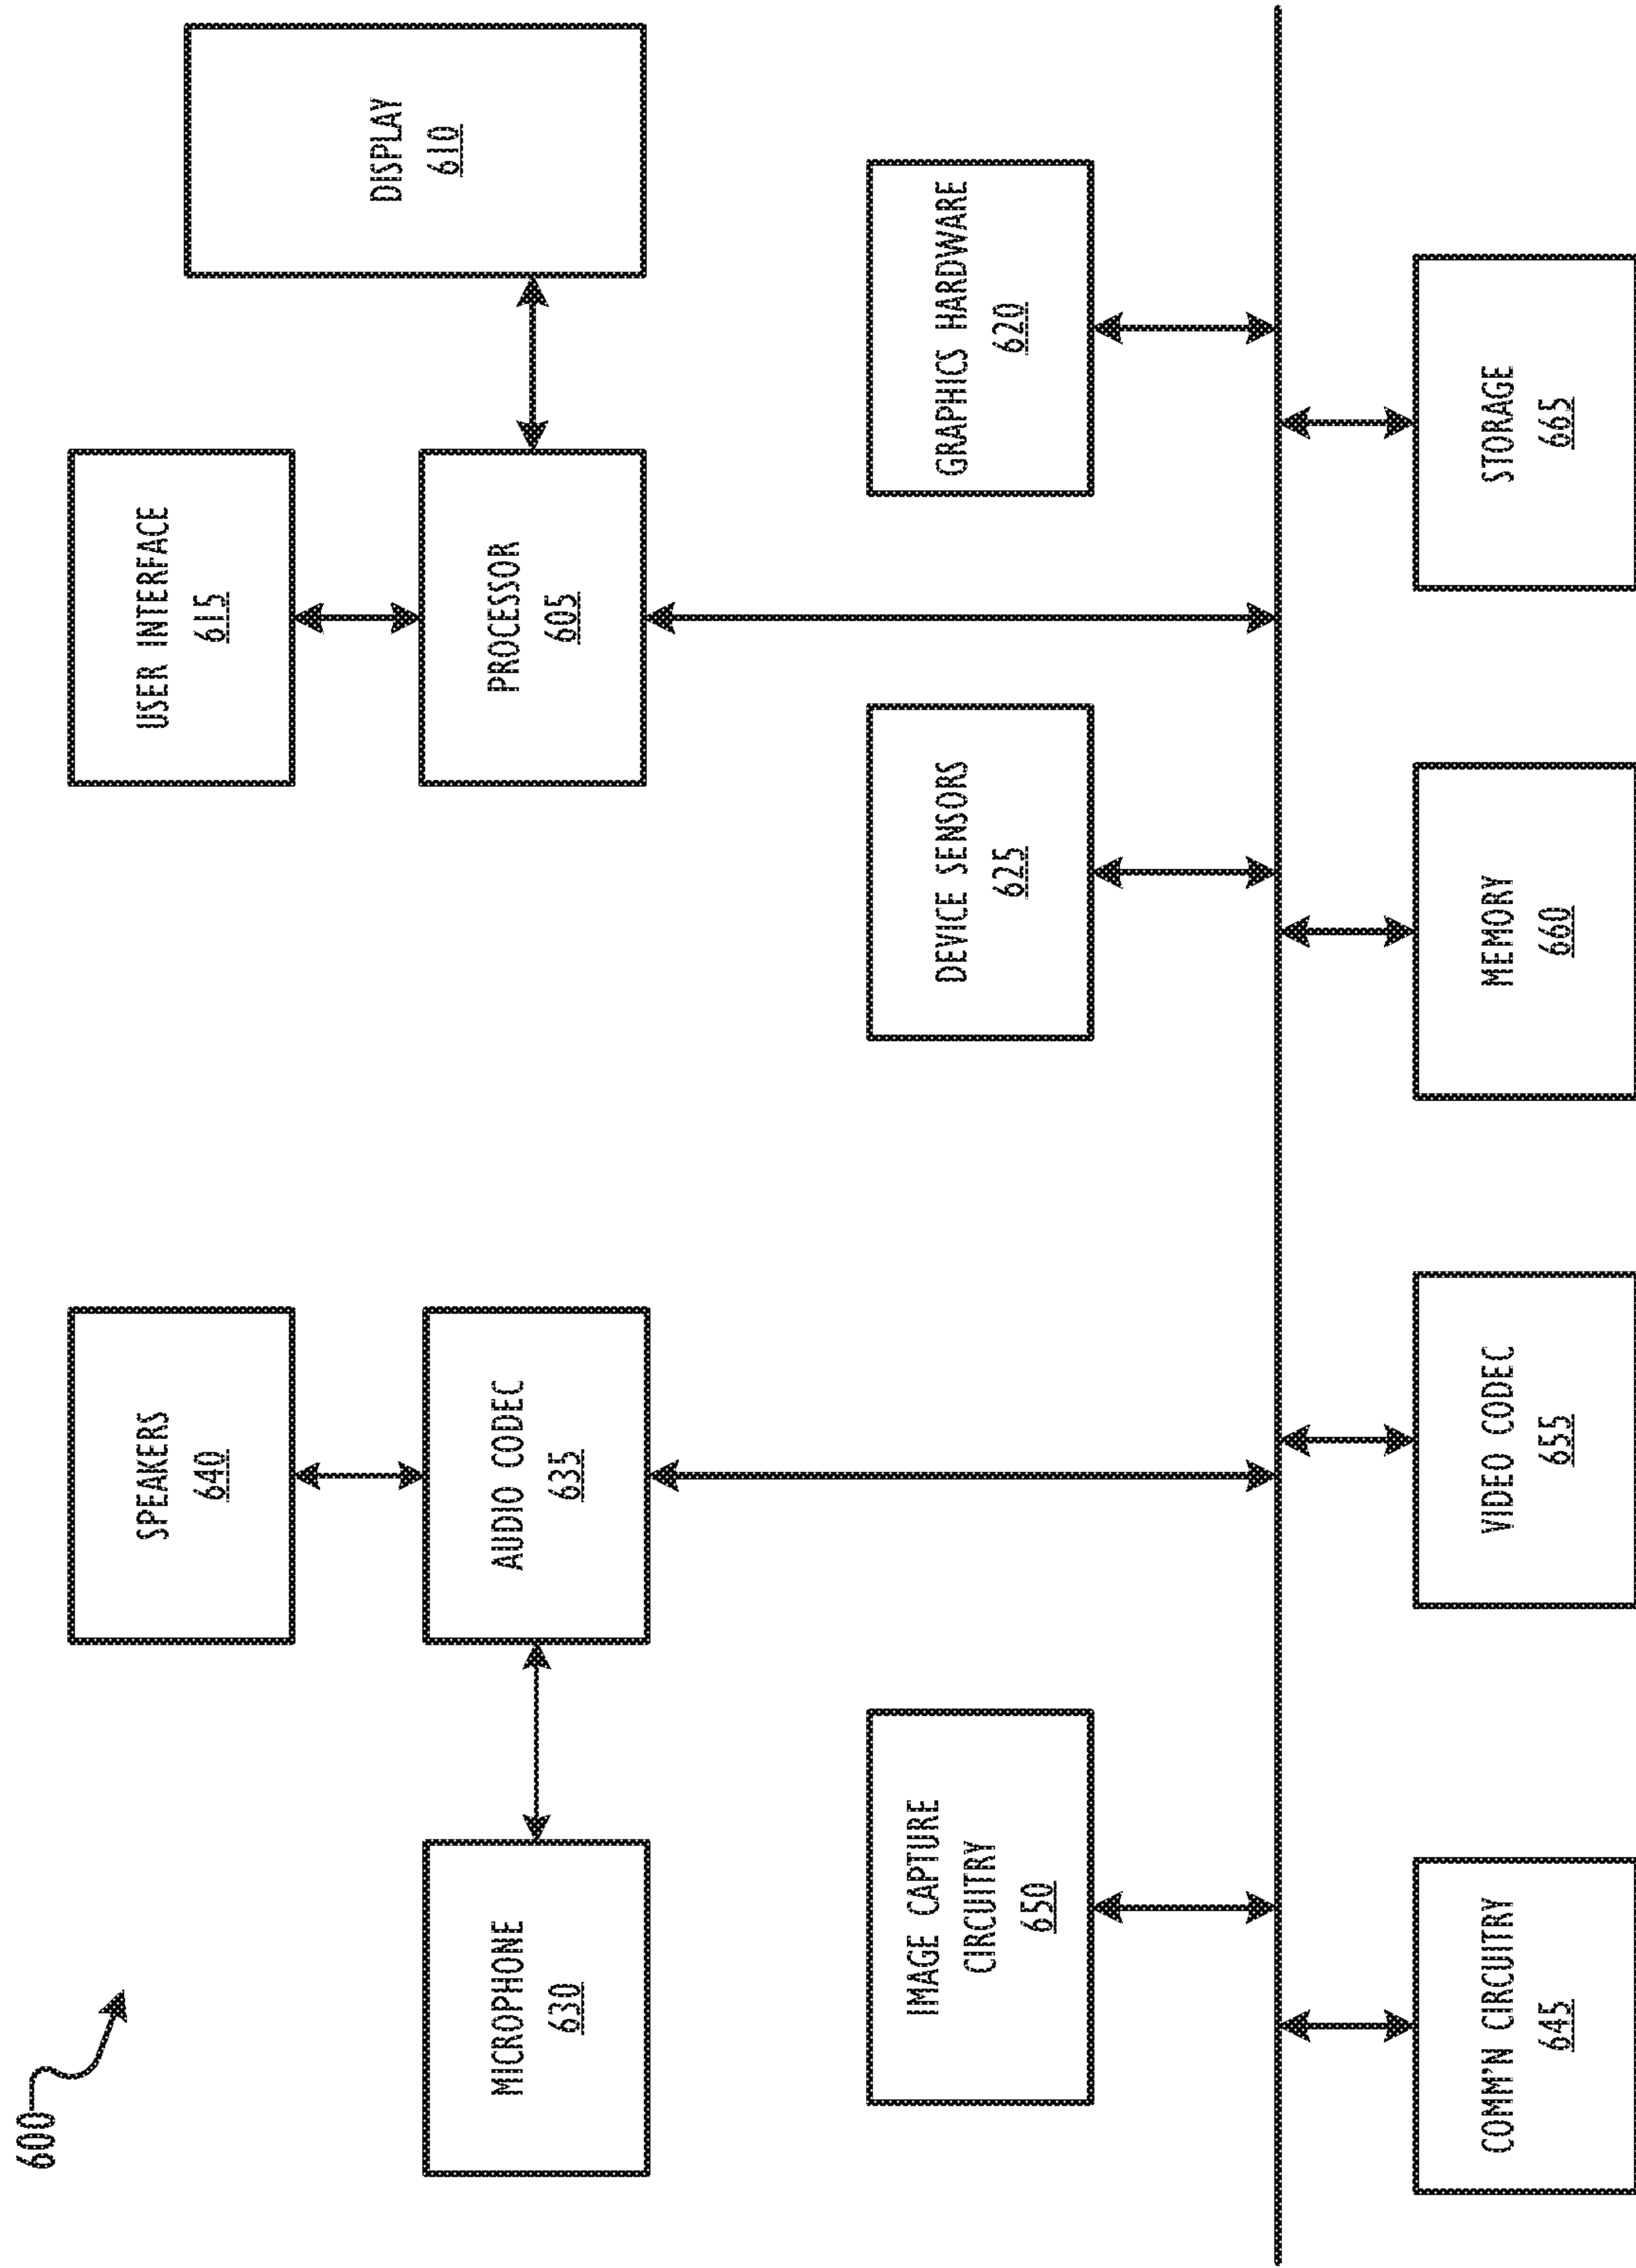 600
SPEAKERS
640
USER INTERFACE
615
MICROPHONE
630
AUDIO CODEC
635
PROCESSOR
605
DISPLAY
610
IMAGE CAPTURE
CIRCUITRY
650
DEVICE SENSORS
625
GRAPHICS HARDWARE
620
COMM'N CIRCUITRY
645
VIDEO CODEC
655
MEMORY
660
STORAGE
665